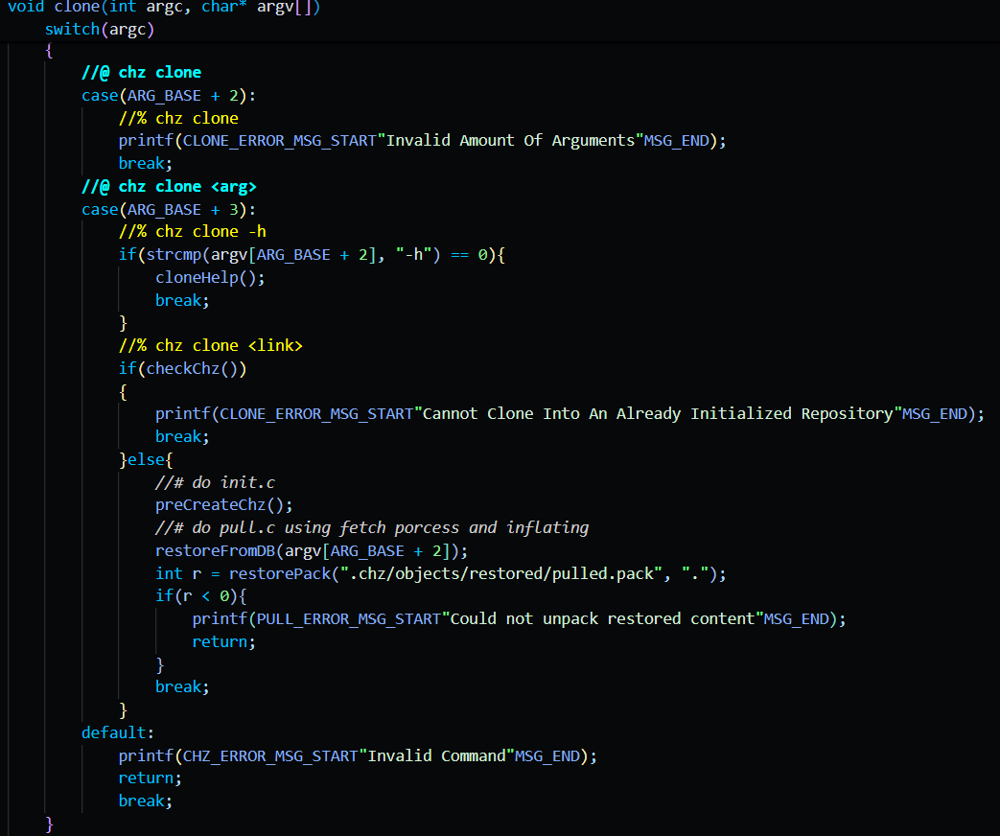 void clone(int argc, char* argv[])
    switch(argc)
    {
        //@ chz clone
        case(ARG_BASE + 2):
            //% chz clone
            printf(CLONE_ERROR_MSG_START"Invalid Amount Of Arguments"MSG_END);
            break;
        //@ chz clone <arg>
        case(ARG_BASE + 3):
            //% chz clone -h
            if(strcmp(argv[ARG_BASE + 2], "-h") == 0){
                cloneHelp();
                break;
            }
            //% chz clone <link>
            if(checkChz())
            {
                printf(CLONE_ERROR_MSG_START"Cannot Clone Into An Already Initialized Repository"MSG_END);
                break;
            }else{
                //# do init.c
                preCreateChz();
                //# do pull.c using fetch porcess and inflating
                restoreFromDB(argv[ARG_BASE + 2]);
                int r = restorePack(".chz/objects/restored/pulled.pack", ".");
                if(r < 0){
                    printf(PULL_ERROR_MSG_START"Could not unpack restored content"MSG_END);
                    return;
                }
                break;
            }
        default:
            printf(CHZ_ERROR_MSG_START"Invalid Command"MSG_END);
            return;
            break;
    }